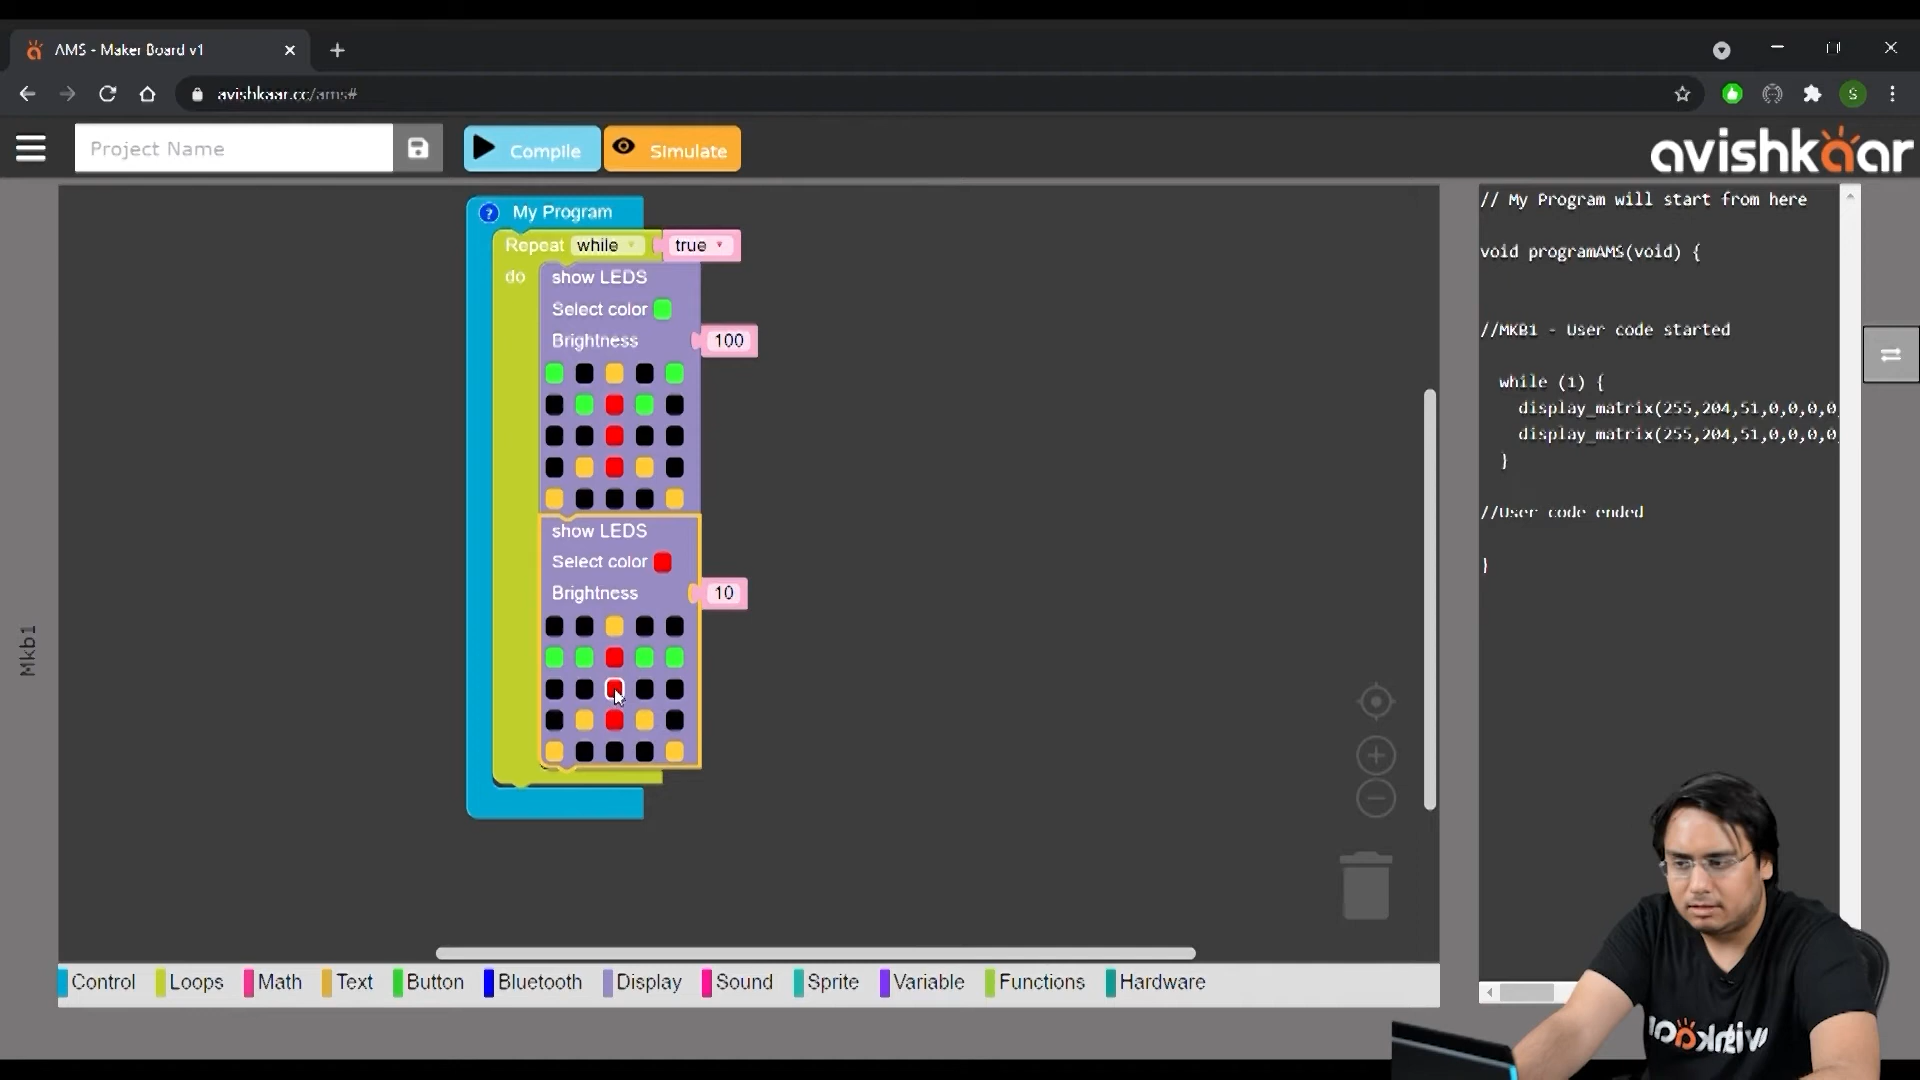 AMS - Maker Board v1
avishkaar.cc/ams#
S
Project Name
Compile
Simulate
avishkaar
? My Program
Repeat while true
do show LEDS
Select color
Brightness 100
show LEDS
Select color
Brightness 10
Mkb1
Control Loops Math Text Button Bluetooth Display Sound Sprite Variable Functions Hardware
// My Program will start from here
void programAMS(void) {
//MKB1 - User code started
while (1) {
display_matrix(255,204,51,0,0,0,0,
display_matrix(255,204,51,0,0,0,0,
}
//User code ended
}